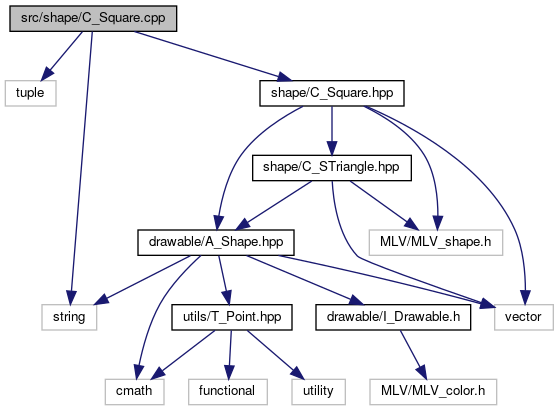 src/shape/C_Square.cpp
tuple
shape/C_Square.hpp
shape/C_STriangle.hpp
drawable/A_Shape.hpp
MLV/MLV_shape.h
string
utils/T_Point.hpp
drawable/I_Drawable.h
vector
cmath
functional
utility
MLV/MLV_color.h